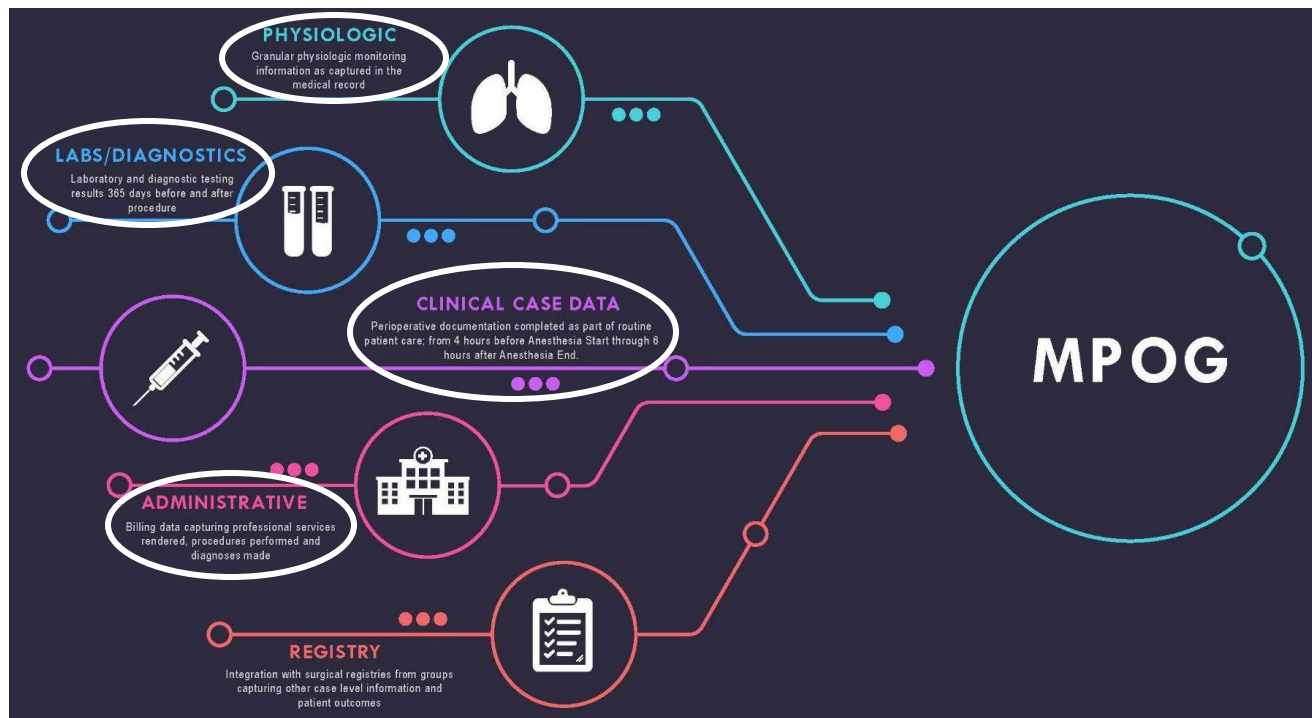 PHYSIOLOGIC
Granular physiologic monitoring
information as captured in the
medical record
LABS/DIAGNOSTICS
Laboratory and diagnostic testing
results 365 days before and after
procedure
CLINICAL CASE DATA
Perioperative documentation completed as part of routine
patient care; from 4 hours before Anesthesia Start through 6
hours after Anesthesia End.
MPOG
ADMINISTRATIVE
Billing data capturing professional services
rendered, procedures performed and
diagnoses made
REGISTRY
Integration with surgical registries from groups
capturing other case level information and
patient outcomes